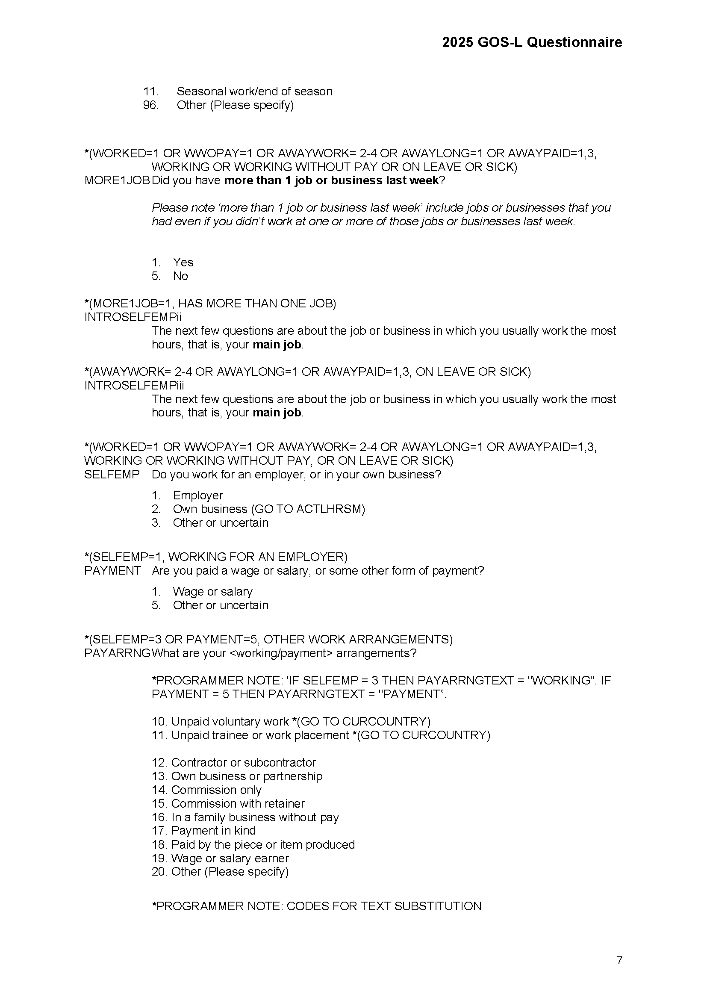 2025 GOS-L Questionnaire
11. Seasonal work/end of season
96. Other (Please specify)
*(WORKED=1 OR WWOPAY=1 OR AWAYWORK= 2-4 OR AWAYLONG=1 OR AWAYPAID=1,3,
WORKING OR WORKING WITHOUT PAY OR ON LEAVE OR SICK)
MORE1JOB Did you have more than 1 job or business last week?
Please note ‘more than 1 job or business last week’ include jobs or businesses that you
had even if you didn’t work at one or more of those jobs or businesses last week.
1. Yes
5. No
*(MORE1JOB=1, HAS MORE THAN ONE JOB)
INTROSELFEMPii
The next few questions are about the job or business in which you usually work the most
hours, that is, your main job.
*(AWAYWORK= 2-4 OR AWAYLONG=1 OR AWAYPAID=1,3, ON LEAVE OR SICK)
INTROSELFEMPiii
The next few questions are about the job or business in which you usually work the most
hours, that is, your main job.
*(WORKED=1 OR WWOPAY=1 OR AWAYWORK= 2-4 OR AWAYLONG=1 OR AWAYPAID=1,3,
WORKING OR WORKING WITHOUT PAY, OR ON LEAVE OR SICK)
SELFEMP Do you work for an employer, or in your own business?
1. Employer
2. Own business (GO TO ACTLHRSM)
3. Other or uncertain
*(SELFEMP=1, WORKING FOR AN EMPLOYER)
PAYMENT Are you paid a wage or salary, or some other form of payment?
1. Wage or salary
5. Other or uncertain
*(SELFEMP=3 OR PAYMENT=5, OTHER WORK ARRANGEMENTS)
PAYARRNG What are your <working/payment> arrangements?
*PROGRAMMER NOTE: 'IF SELFEMP = 3 THEN PAYARRNGTEXT = "WORKING". IF
PAYMENT = 5 THEN PAYARRNGTEXT = "PAYMENT”.
10. Unpaid voluntary work *(GO TO CURCOUNTRY)
11. Unpaid trainee or work placement *(GO TO CURCOUNTRY)
12. Contractor or subcontractor
13. Own business or partnership
14. Commission only
15. Commission with retainer
16. In a family business without pay
17. Payment in kind
18. Paid by the piece or item produced
19. Wage or salary earner
20. Other (Please specify)
*PROGRAMMER NOTE: CODES FOR TEXT SUBSTITUTION
7